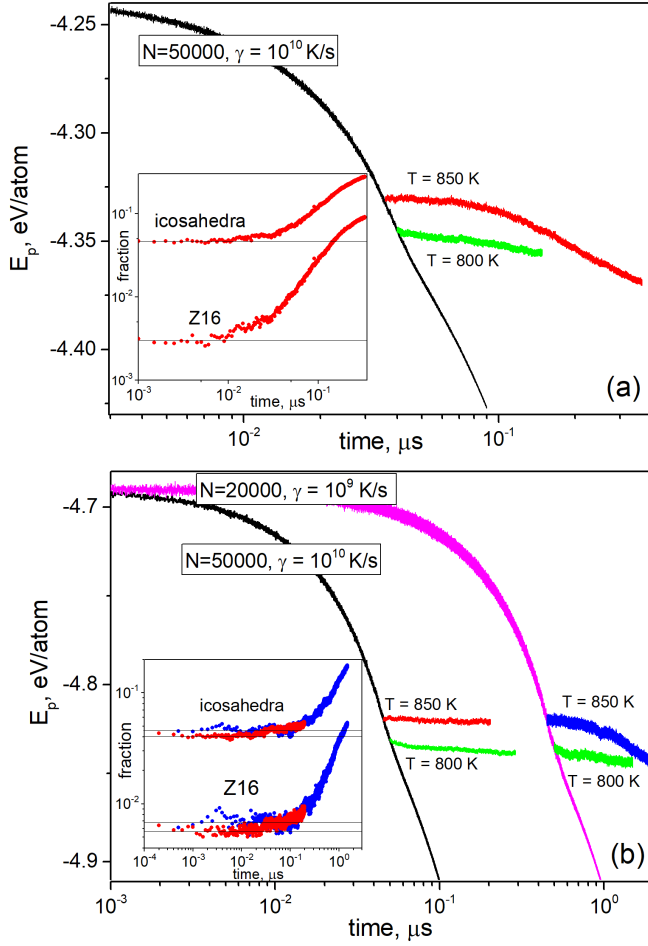 -4.25
-4.30
-4.35
-4.40
E_p, eV/atom
N=50000, γ = 10^10 K/s
T = 850 K
T = 800 K
icosahedra
Z16
fraction
10^-1
10^-2
10^-3
10^-3 10^-2 10^-1
time, μs
(a)
10^-2 10^-1
time, μs
-4.7
-4.8
-4.9
E_p, eV/atom
N=20000, γ = 10^9 K/s
N=50000, γ = 10^10 K/s
T = 850 K
T = 800 K
T = 850 K
T = 800 K
icosahedra
Z16
fraction
10^-1
10^-2
10^-4 10^-3 10^-2 10^-1 10^0
time, μs
(b)
10^-3 10^-2 10^-1 10^0
time, μs